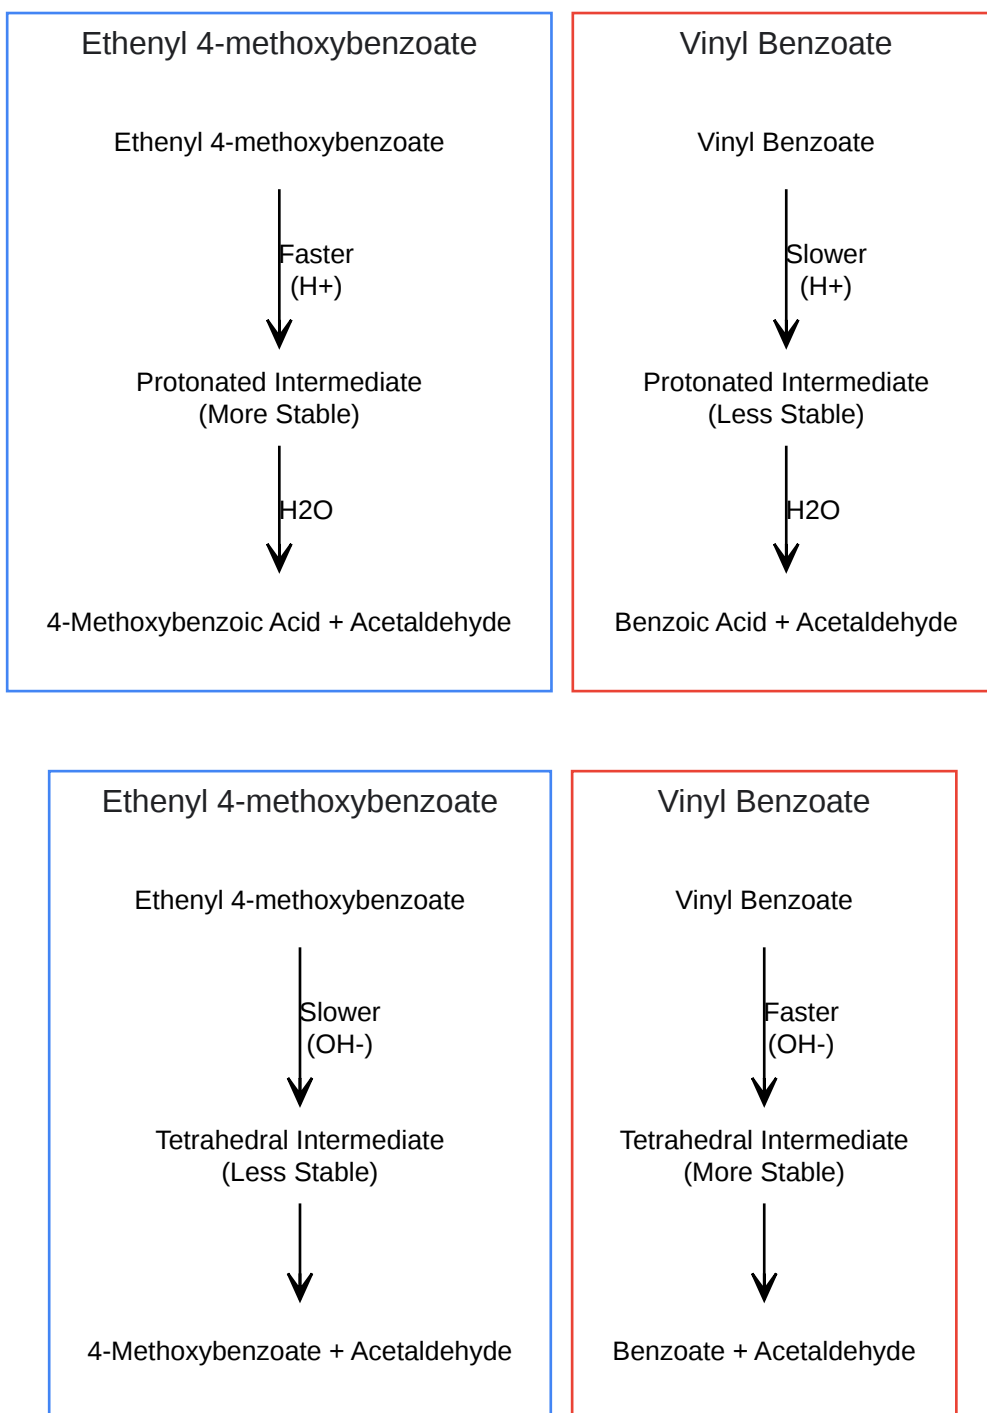 Ethenyl 4-methoxybenzoate
Ethenyl 4-methoxybenzoate
Faster
(H+)
Protonated Intermediate
(More Stable)
H2O
4-Methoxybenzoic Acid + Acetaldehyde
Vinyl Benzoate
Vinyl Benzoate
Slower
(H+)
Protonated Intermediate
(Less Stable)
H2O
Benzoic Acid + Acetaldehyde
Ethenyl 4-methoxybenzoate
Ethenyl 4-methoxybenzoate
Slower
(OH-)
Tetrahedral Intermediate
(Less Stable)
4-Methoxybenzoate + Acetaldehyde
Vinyl Benzoate
Vinyl Benzoate
Faster
(OH-)
Tetrahedral Intermediate
(More Stable)
Benzoate + Acetaldehyde